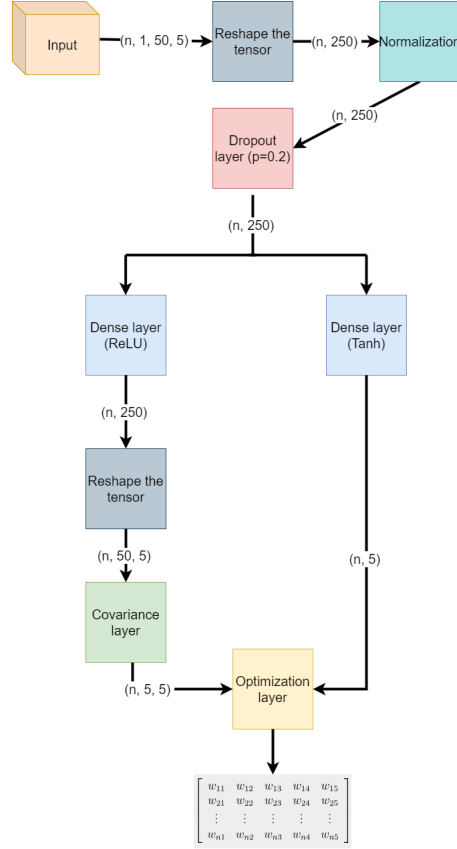 Input
(n, 1, 50, 5)
Reshape the
tensor
(n, 250)
Normalization
(n, 250)
Dropout
layer (p=0.2)
(n, 250)
Dense layer
(ReLU)
Dense layer
(Tanh)
(n, 250)
Reshape the
tensor
(n, 50, 5)
(n, 5)
Covariance
layer
(n, 5, 5)
Optimization
layer
w11 w12 w13 w14 w15
w21 w22 w23 w24 w25
⋮ ⋮ ⋮ ⋮ ⋮
wn1 wn2 wn3 wn4 wn5